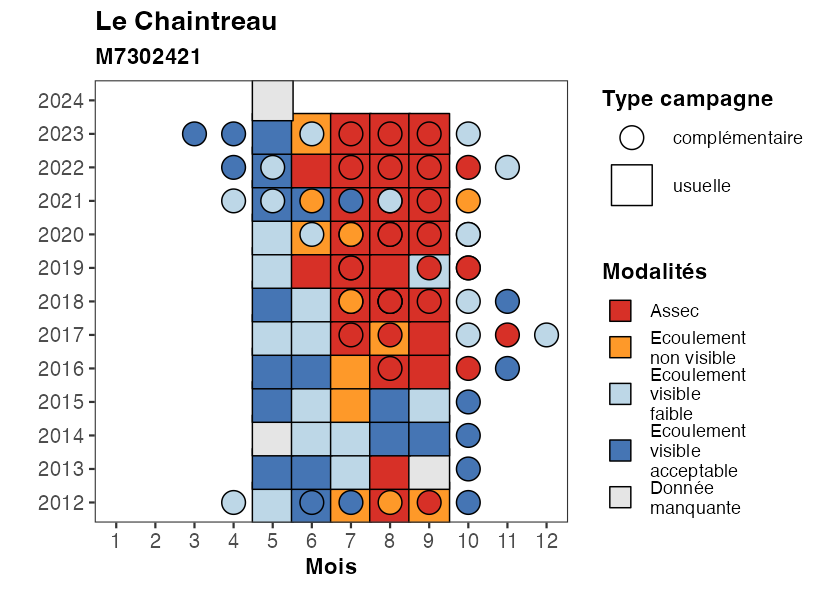 Le Chaintreau
M7302421
2024
2023
2022
2021
2020
2019
2018
2017
2016
2015
2014
2013
2012
1 2 3 4 5 6 7 8 9 10 11 12
Mois
Type campagne
complémentaire
usuelle
Modalités
Assec
Ecoulement
non visible
Ecoulement
visible
faible
Ecoulement
visible
acceptable
Donnée
manquante